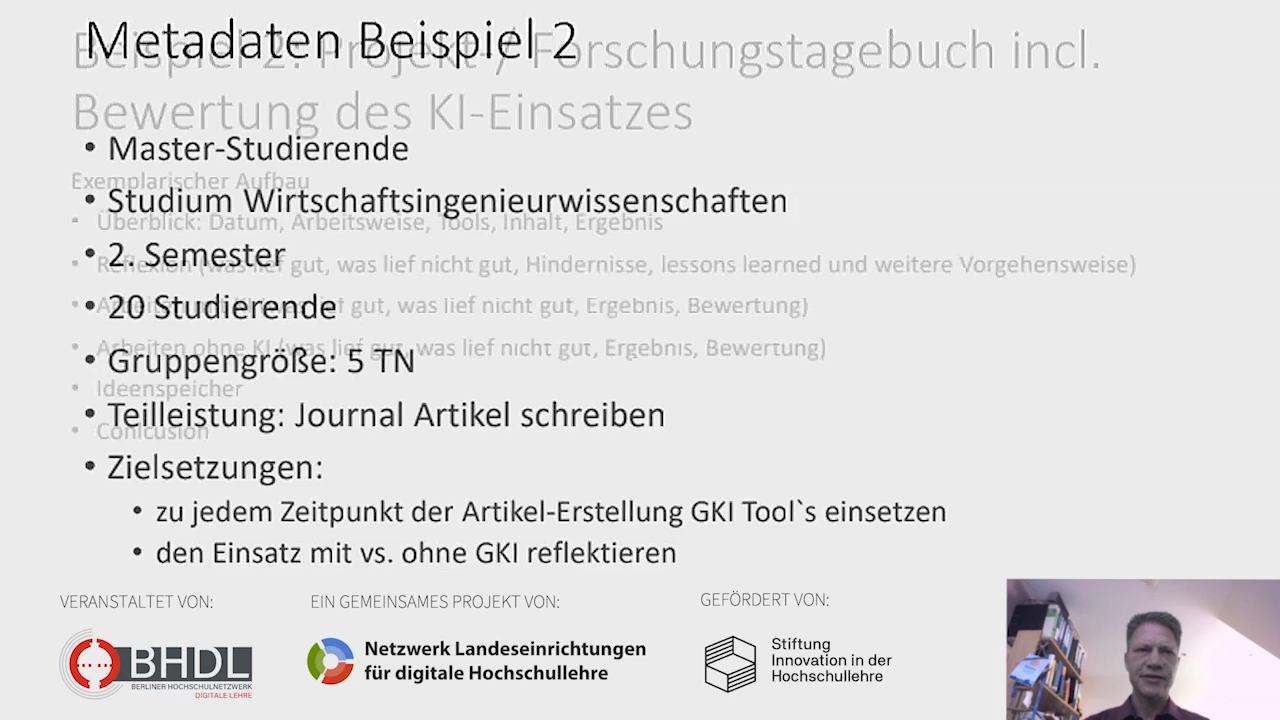 Metadaten Beispiel 2
Beispiel 2: Projekt-/ Forschungstagebuch incl.
Bewertung des KI-Einsatzes
• Master-Studierende
Exemplarischer Aufbau
• Studium Wirtschaftsingenieurwissenschaften
• Überblick: Datum, Arbeitsweise, Tools, Inhalt, Ergebnis
• 2. Semester
• Reflexion (was lief gut, was lief nicht gut, Hindernisse, lessons learned und weitere Vorgehensweise)
• 20 Studierende
• Arbeiten mit KI (was lief gut, was lief nicht gut, Ergebnis, Bewertung)
• Arbeiten ohne KI (was lief gut, was lief nicht gut, Ergebnis, Bewertung)
• Gruppengröße: 5 TN
• Ideenspeicher
• Teilleistung: Journal Artikel schreiben
• Conlcusion
• Zielsetzungen:
• zu jedem Zeitpunkt der Artikel-Erstellung GKI Tool`s einsetzen
• den Einsatz mit vs. ohne GKI reflektieren
VERANSTALTET VON:
EIN GEMEINSAMES PROJEKT VON:
GEFÖRDERT VON:
BHDL
BERLINER HOCHSCHULNETZWERK
DIGITALE LEHRE
Netzwerk Landeseinrichtungen
für digitale Hochschullehre
Stiftung
Innovation in der
Hochschullehre